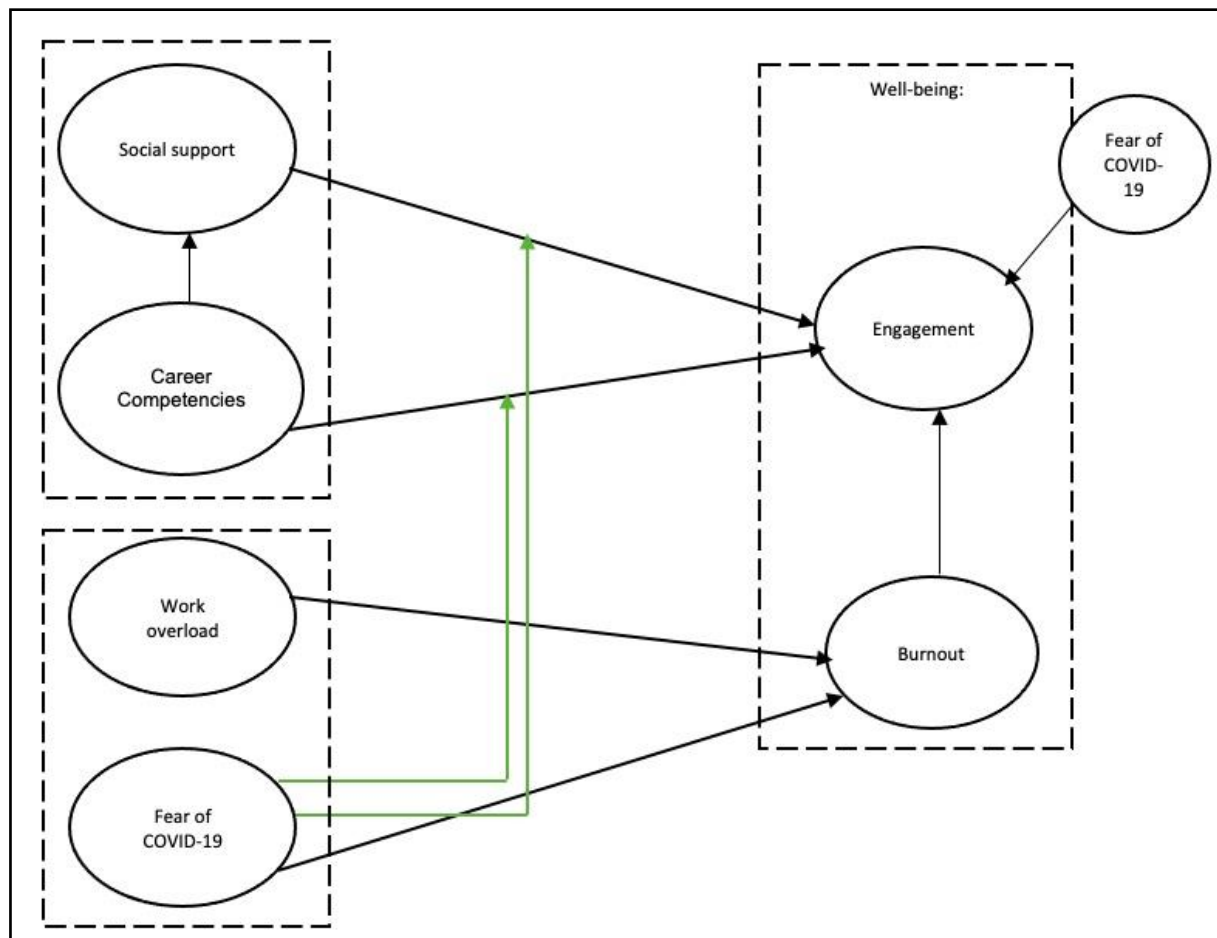 Social support
Career
Competencies
Work
overload
Fear of
COVID-19
Well-being:
Engagement
Burnout
Fear of
COVID-
19